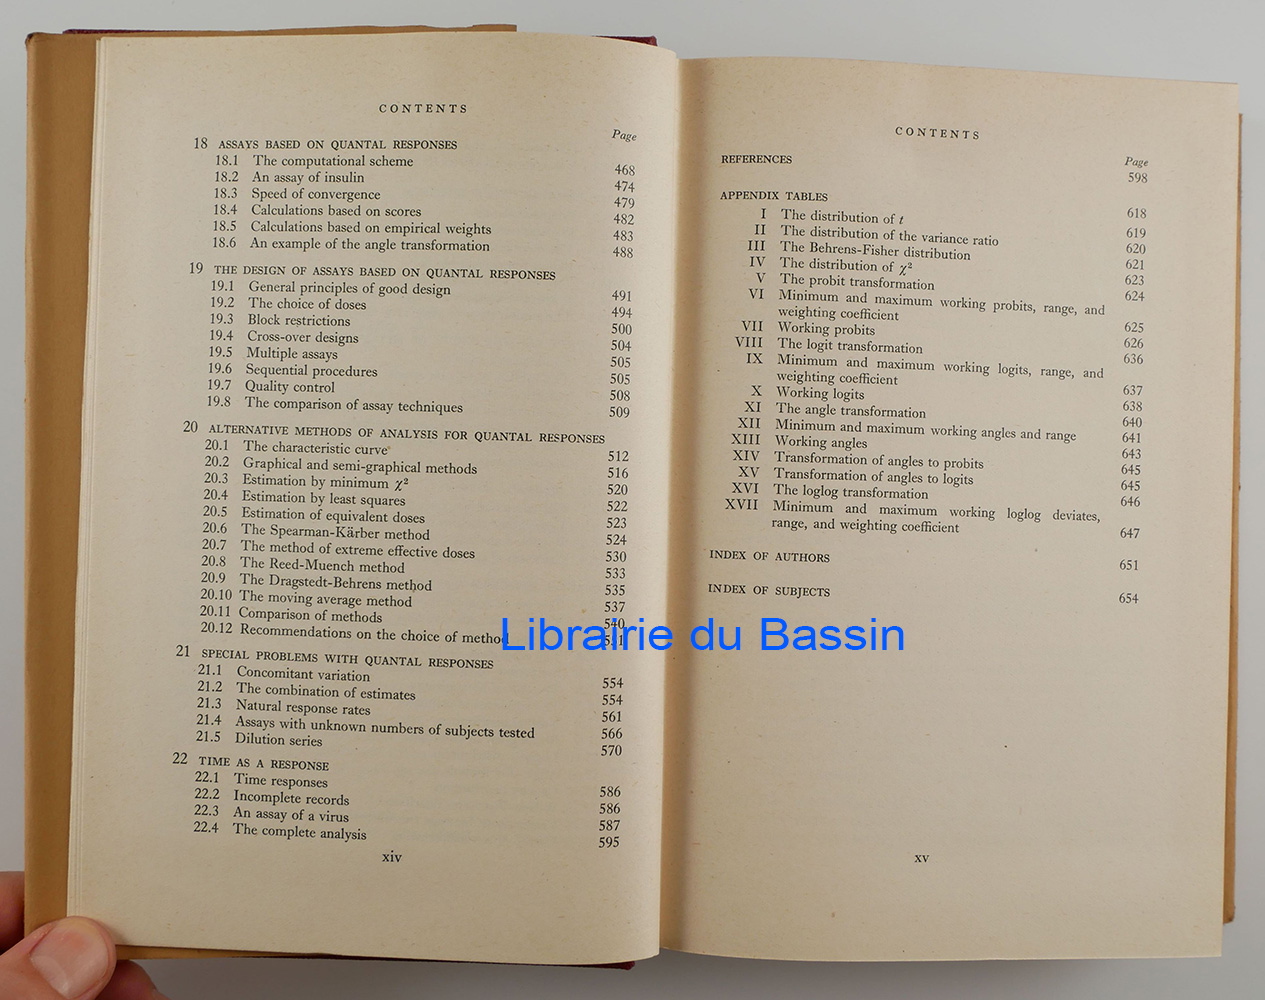 CONTENTS
Page
18 ASSAYS BASED ON QUANTAL RESPONSES
18.1 The computational scheme 468
18.2 An assay of insulin 474
18.3 Speed of convergence 479
18.4 Calculations based on scores 482
18.5 Calculations based on empirical weights 483
18.6 An example of the angle transformation 488
19 THE DESIGN OF ASSAYS BASED ON QUANTAL RESPONSES
19.1 General principles of good design 491
19.2 The choice of doses 494
19.3 Block restrictions 500
19.4 Cross-over designs 504
19.5 Multiple assays 505
19.6 Sequential procedures 505
19.7 Quality control 508
19.8 The comparison of assay techniques 509
20 ALTERNATIVE METHODS OF ANALYSIS FOR QUANTAL RESPONSES
20.1 The characteristic curve 512
20.2 Graphical and semi-graphical methods 516
20.3 Estimation by minimum χ² 520
20.4 Estimation by least squares 522
20.5 Estimation of equivalent doses 523
20.6 The Spearman-Kärber method 524
20.7 The method of extreme effective doses 530
20.8 The Reed-Muench method 533
20.9 The Dragstedt-Behrens method 535
20.10 The moving average method 537
20.11 Comparison of methods 540
20.12 Recommendations on the choice of method
21 SPECIAL PROBLEMS WITH QUANTAL RESPONSES
21.1 Concomitant variation 554
21.2 The combination of estimates 554
21.3 Natural response rates 561
21.4 Assays with unknown numbers of subjects tested 566
21.5 Dilution series 570
22 TIME AS A RESPONSE
22.1 Time responses 586
22.2 Incomplete records 586
22.3 An assay of a virus 587
22.4 The complete analysis 595
xiv
CONTENTS
Page
REFERENCES 598
APPENDIX TABLES 618
I The distribution of t 619
II The distribution of the variance ratio 620
III The Behrens-Fisher distribution 621
IV The distribution of χ² 623
V The probit transformation 624
VI Minimum and maximum working probits, range, and
weighting coefficient 625
VII Working probits 626
VIII The logit transformation 636
IX Minimum and maximum working logits, range, and
weighting coefficient 637
X Working logits 638
XI The angle transformation 640
XII Minimum and maximum working angles and range 641
XIII Working angles 643
XIV Transformation of angles to probits 645
XV Transformation of angles to logits 645
XVI The loglog transformation 646
XVII Minimum and maximum working loglog deviates,
range, and weighting coefficient 647
INDEX OF AUTHORS 651
INDEX OF SUBJECTS 654
xv
Librairie du Bassin